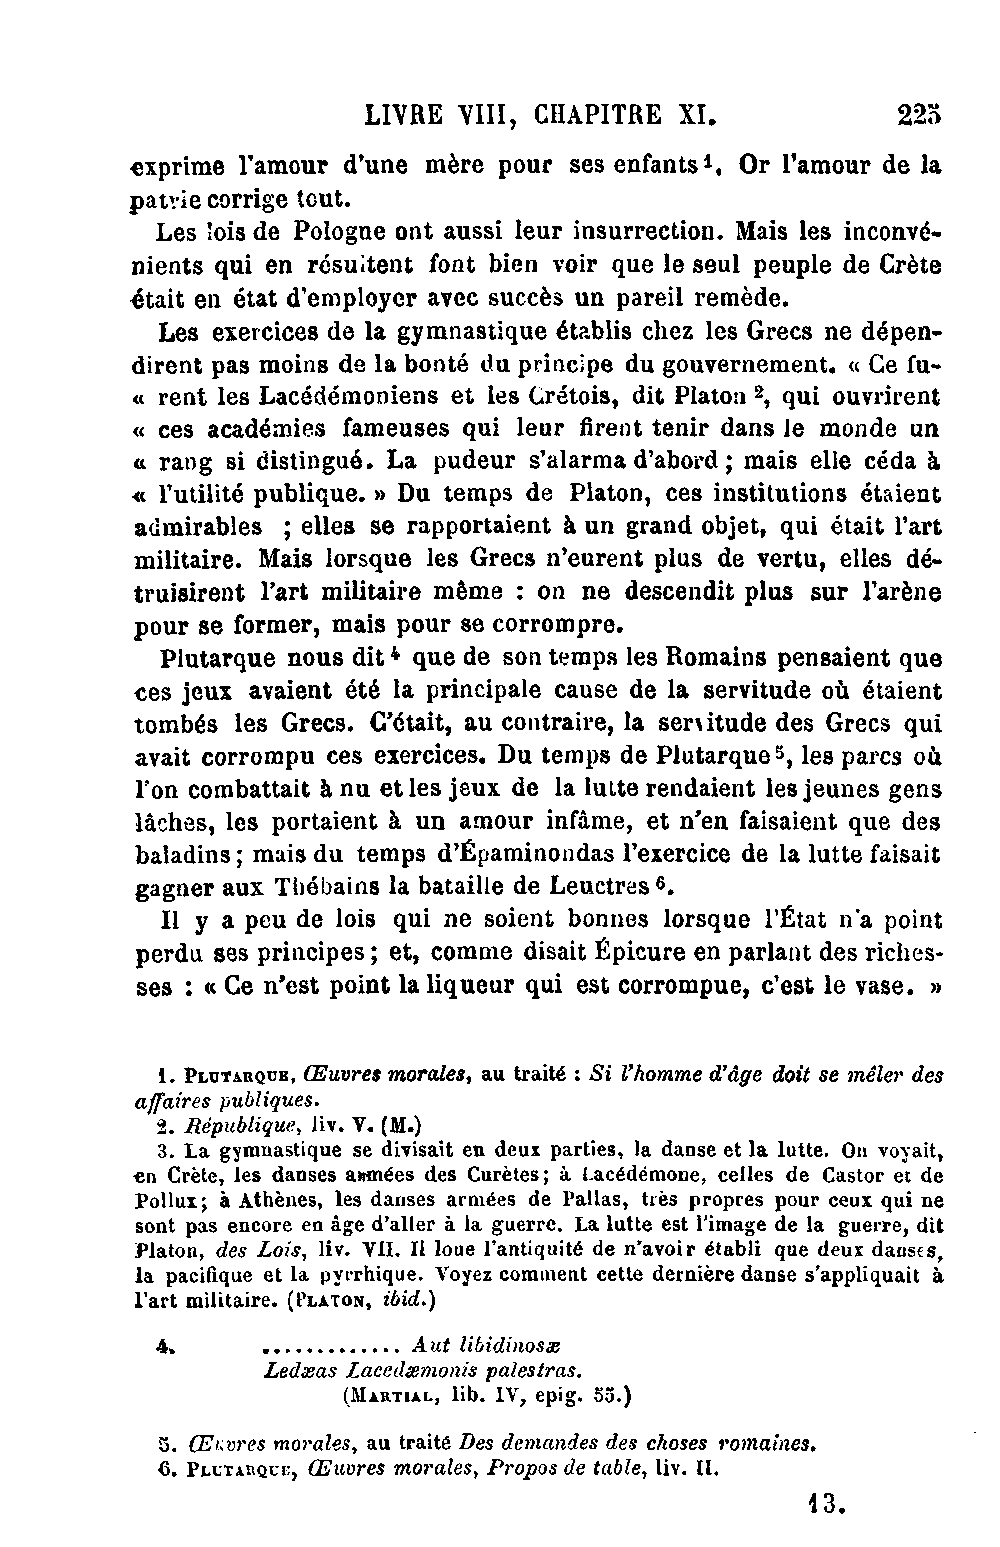 LIVRE VIII, CHAPITRE XI. 225
exprime l'amour d'une mère pour ses enfants 1. Or l'amour de la
patrie corrige tout.
Les lois de Pologne ont aussi leur insurrection. Mais les inconvé-
nients qui en résultent font bien voir que le seul peuple de Crète
était en état d'employer avec succès un pareil remède.
Les exercices de la gymnastique établis chez les Grecs ne dépen-
dirent pas moins de la bonté du principe du gouvernement. « Ce fu-
« rent les Lacédémoniens et les Crétois, dit Platon 2, qui ouvrirent
« ces académies fameuses qui leur firent tenir dans le monde un
« rang si distingué. La pudeur s'alarma d'abord ; mais elle céda à
« l'utilité publique. » Du temps de Platon, ces institutions étaient
admirables ; elles se rapportaient à un grand objet, qui était l'art
militaire. Mais lorsque les Grecs n'eurent plus de vertu, elles dé-
truisirent l'art militaire même : on ne descendit plus sur l'arène
pour se former, mais pour se corrompre.
Plutarque nous dit 4 que de son temps les Romains pensaient que
ces jeux avaient été la principale cause de la servitude où étaient
tombés les Grecs. C'était, au contraire, la servitude des Grecs qui
avait corrompu ces exercices. Du temps de Plutarque 5, les parcs où
l'on combattait à nu et les jeux de la lutte rendaient les jeunes gens
lâches, les portaient à un amour infâme, et n'en faisaient que des
baladins ; mais du temps d'Épaminondas l'exercice de la lutte faisait
gagner aux Thébains la bataille de Leuctres 6.
Il y a peu de lois qui ne soient bonnes lorsque l'État n'a point
perdu ses principes ; et, comme disait Épicure en parlant des riches-
ses : « Ce n'est point la liqueur qui est corrompue, c'est le vase. »
1. PLUTARQUE, Œuvres morales, au traité : Si l'homme d'âge doit se mêler des
affaires publiques.
2. République, liv. V. (M.)
3. La gymnastique se divisait en deux parties, la danse et la lutte. On voyait,
en Crète, les danses armées des Curètes ; à Lacédémone, celles de Castor et de
Pollux ; à Athènes, les danses armées de Pallas, très propres pour ceux qui ne
sont pas encore en âge d'aller à la guerre. La lutte est l'image de la guerre, dit
Platon, des Lois, liv. VII. Il loue l'antiquité de n'avoir établi que deux danses,
la pacifique et la pyrrhique. Voyez comment cette dernière danse s'appliquait à
l'art militaire. (PLATON, ibid.)
4. ............. Aut libidinosæ
Ledæas Lacedæmonis palestras.
(MARTIAL, lib. IV, epig. 55.)
5. Œuvres morales, au traité Des demandes des choses romaines.
6. PLUTARQUE, Œuvres morales, Propos de table, liv. II.
13.